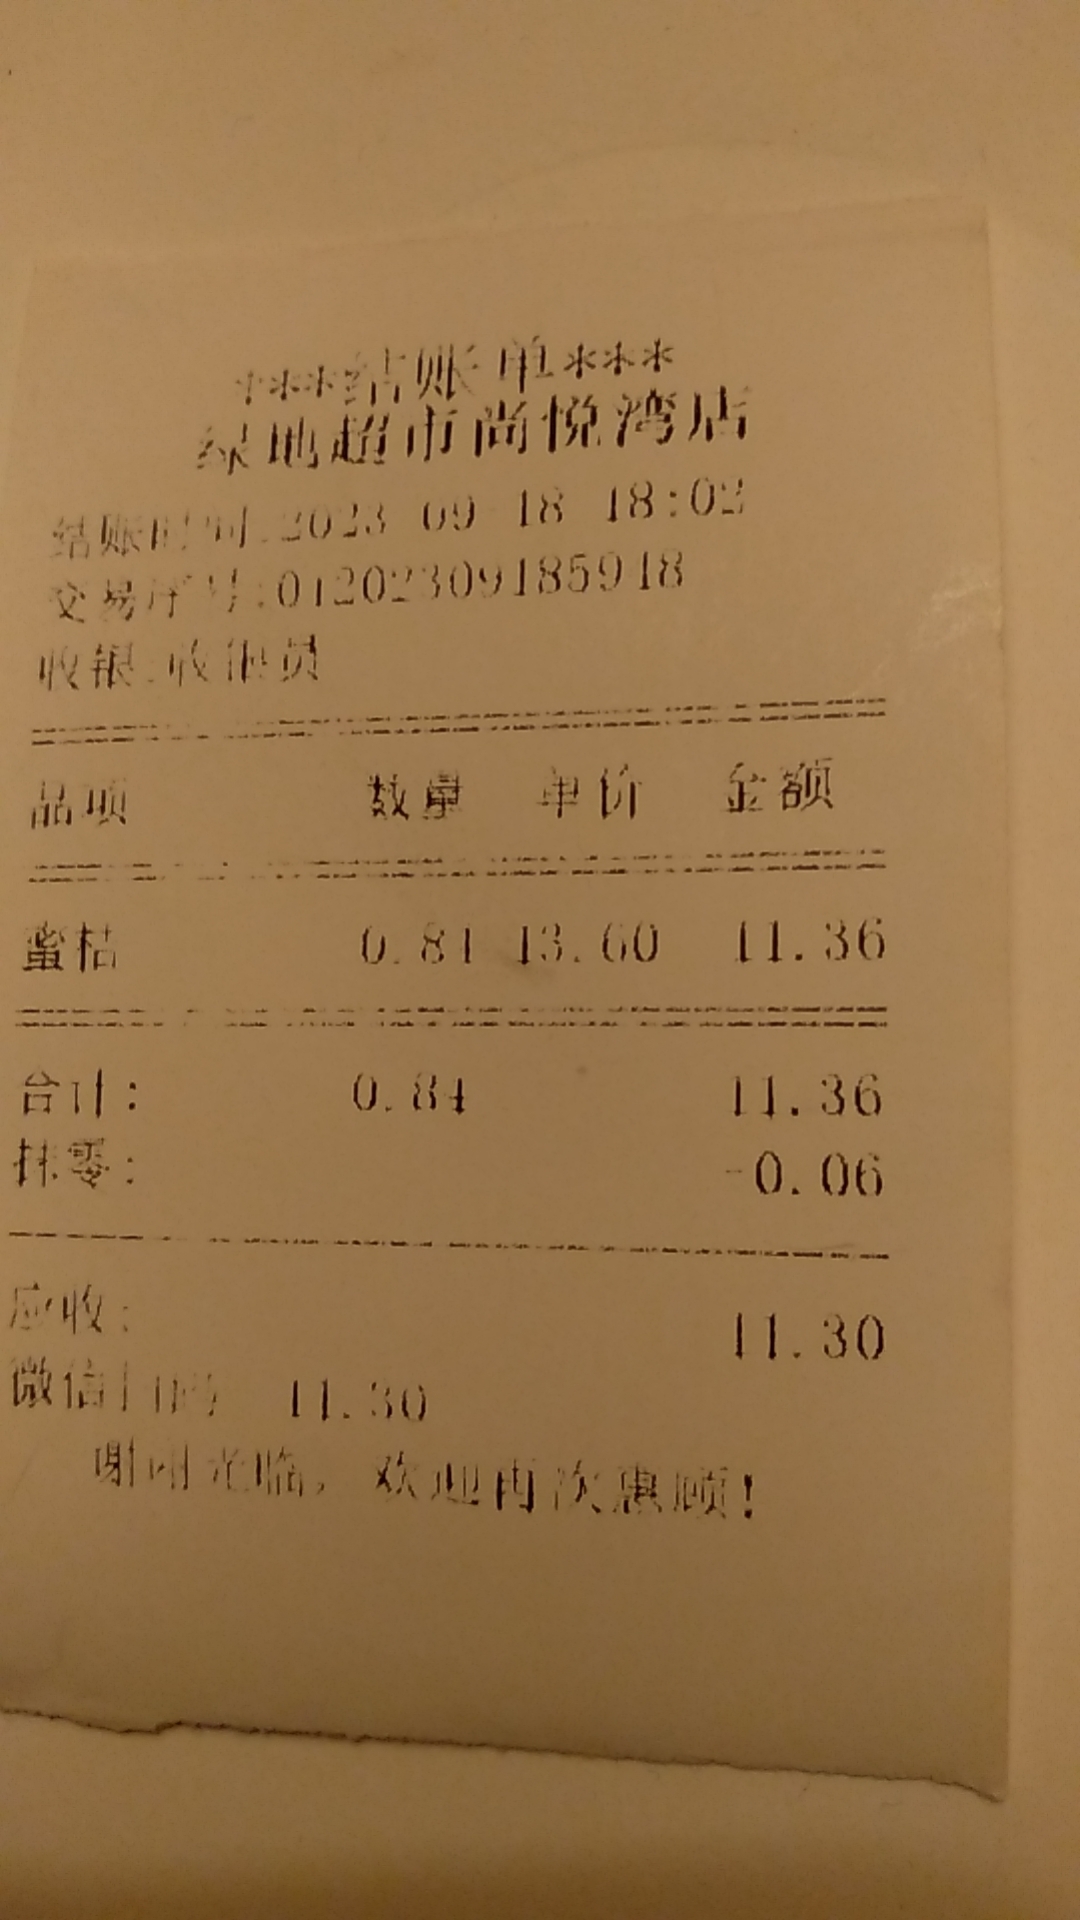 ***结账单***
绿地超市尚悦湾店
结账时间:2023-09-18 18:02
交易序号:01202309185918
收银:收银员
品项 数量 单价 金额
蜜桔 0.84 13.60 11.36
合计: 0.84 11.36
抹零: -0.06
应收: 11.30
微信扫码 11.30
谢谢光临，欢迎再次惠顾!